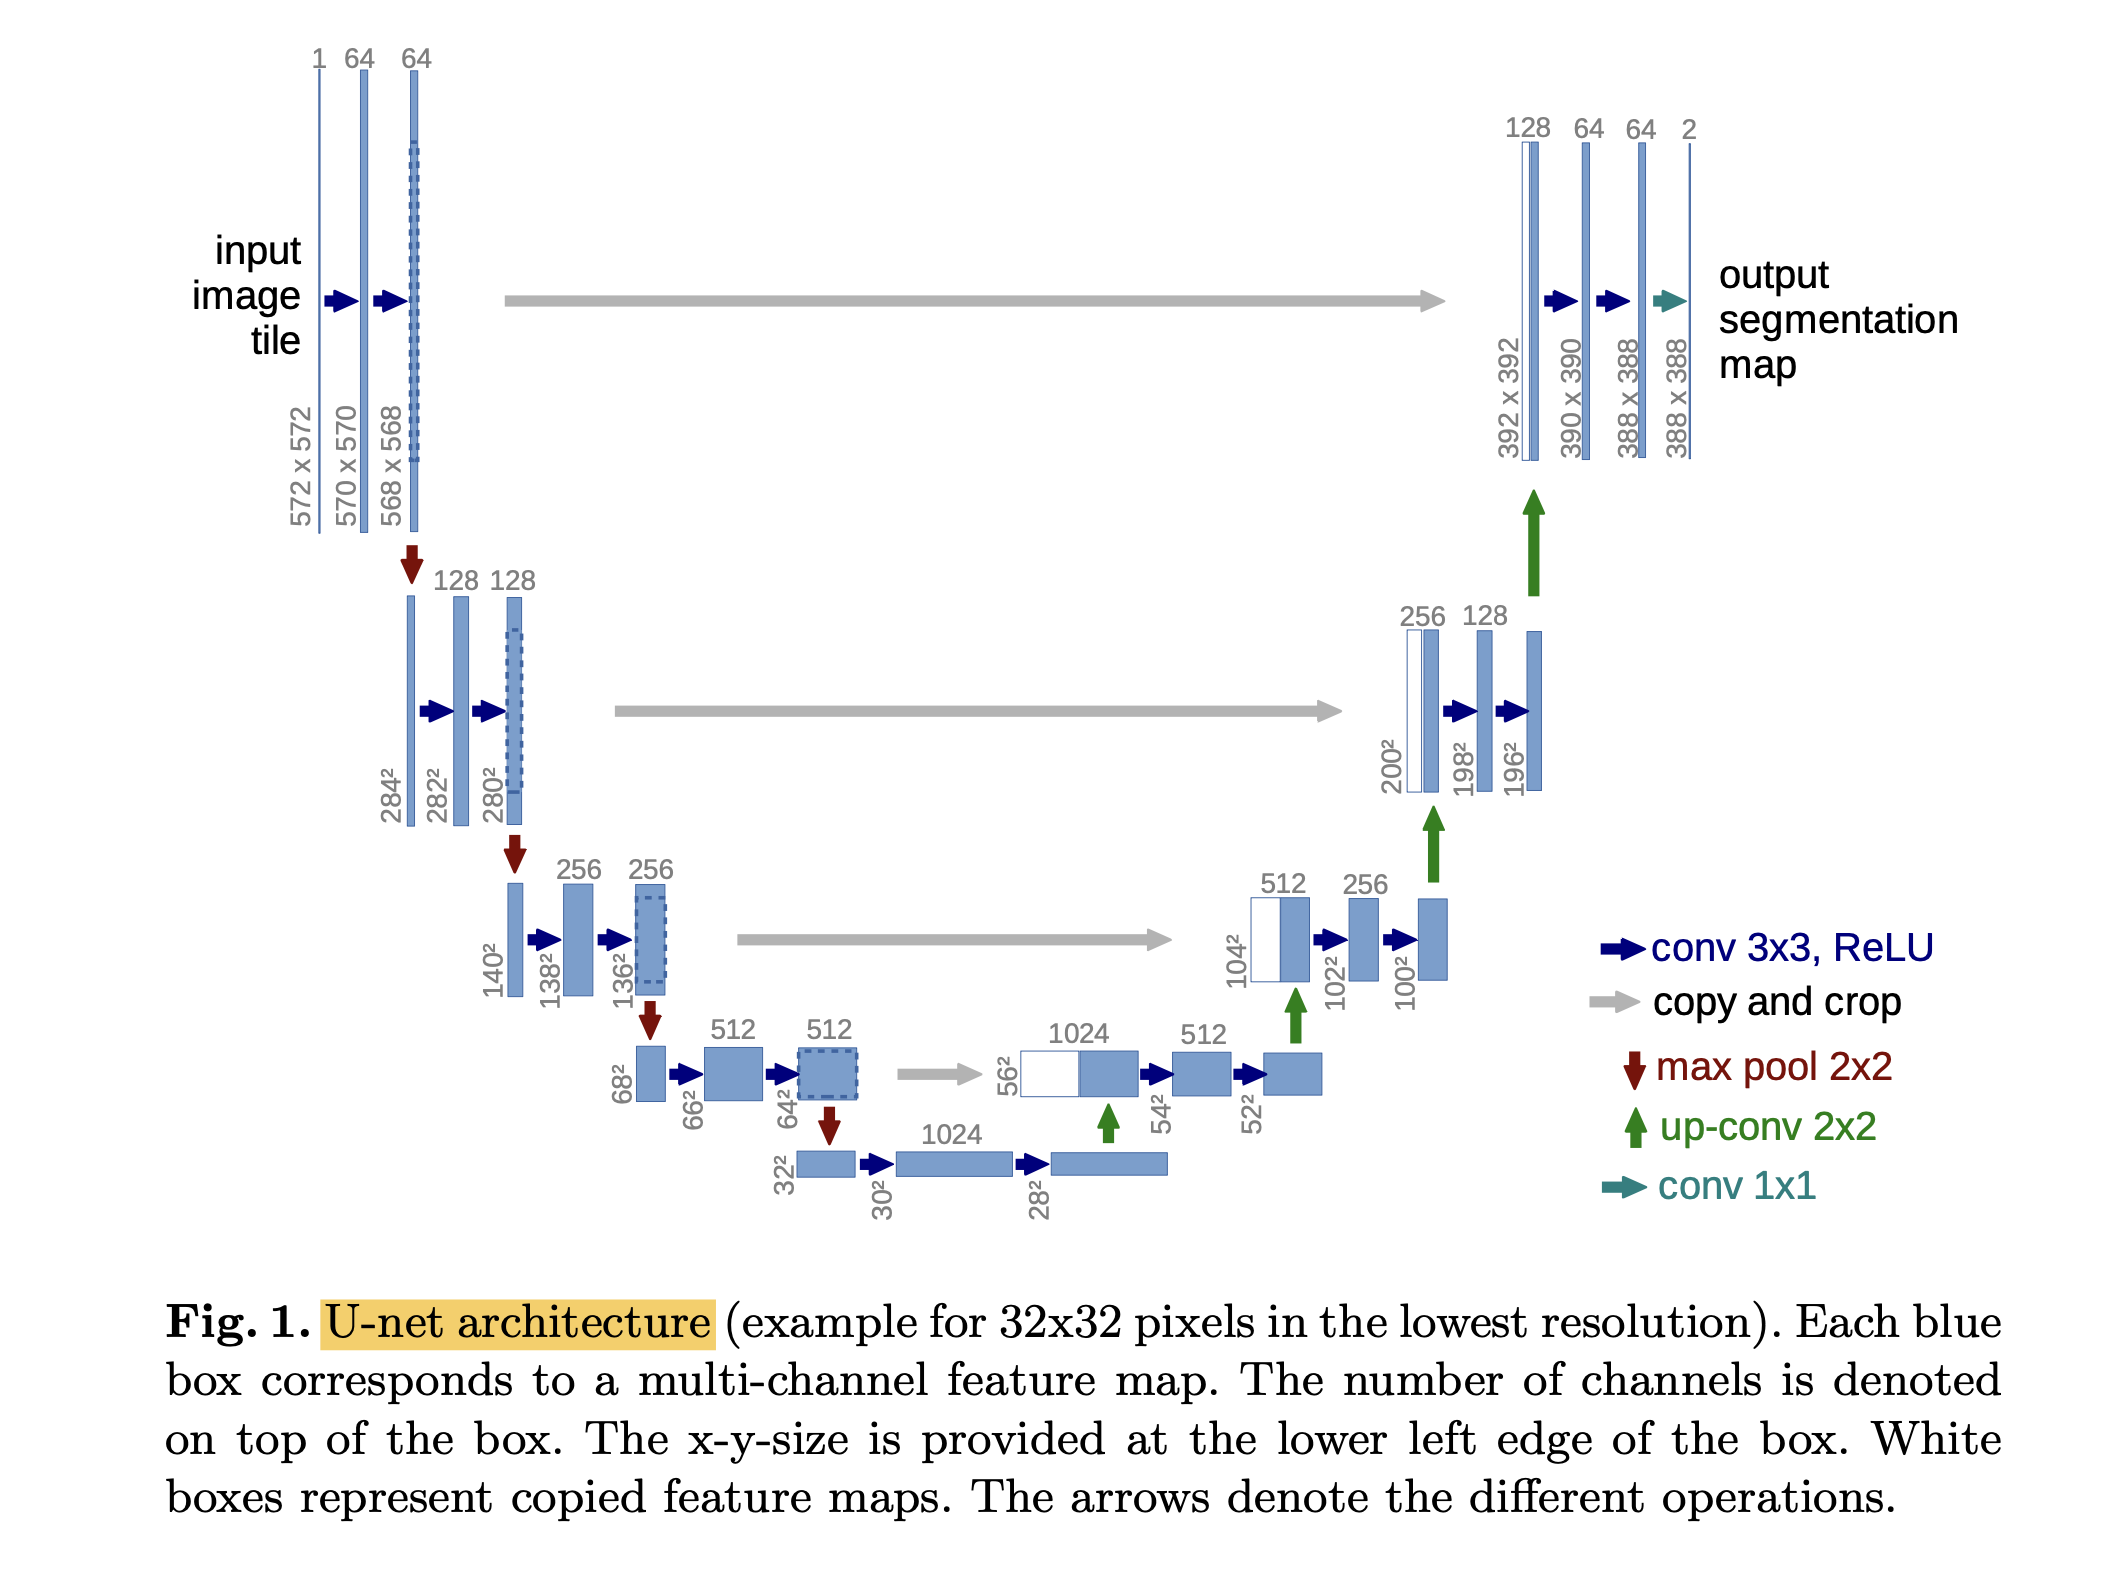 1 64 64
128 64 64 2
input
image
tile
output
segmentation
map
572 x 572
570 x 570
568 x 568
392 x 392
390 x 390
388 x 388
388 x 388
128 128
256 128
284²
282²
280²
200²
198²
196²
256 256
512 256
140²
138²
136²
104²
102²
100²
conv 3x3, ReLU
copy and crop
max pool 2x2
up-conv 2x2
conv 1x1
512 512
1024 512
68²
66²
64²
56²
54²
52²
1024
32²
30²
28²
Fig. 1. U-net architecture (example for 32x32 pixels in the lowest resolution). Each blue
box corresponds to a multi-channel feature map. The number of channels is denoted
on top of the box. The x-y-size is provided at the lower left edge of the box. White
boxes represent copied feature maps. The arrows denote the different operations.